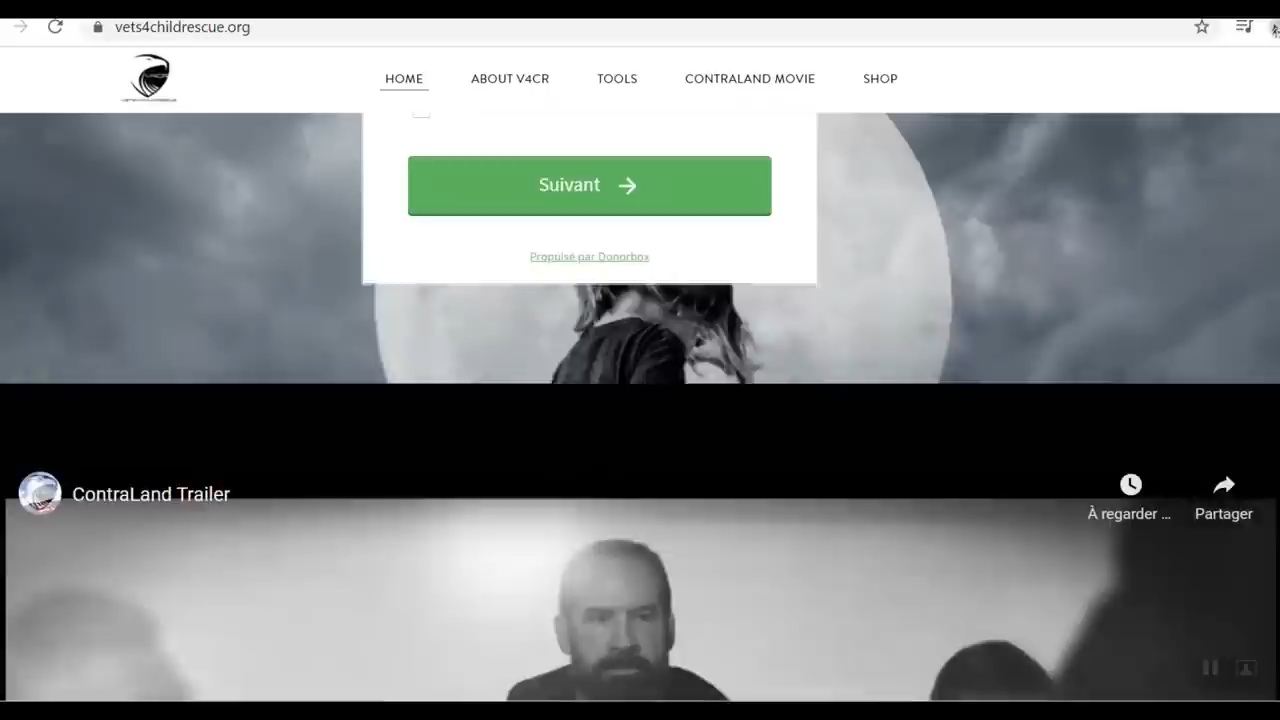 vets4childrescue.org
HOME
ABOUT V4CR
TOOLS
CONTRALAND MOVIE
SHOP
Suivant
Propulsé par Donorbox
ContraLand Trailer
À regarder ...
Partager